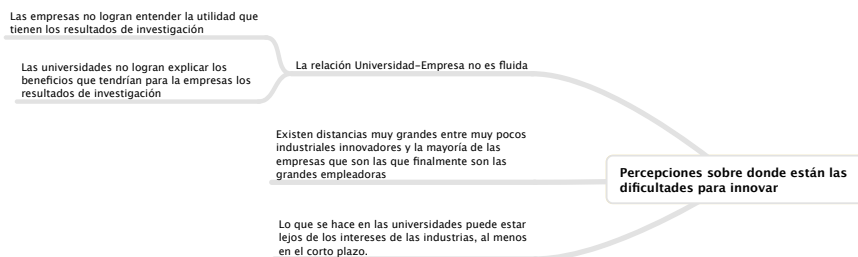 Las empresas no logran entender la utilidad que
tienen los resultados de investigación
Las universidades no logran explicar los
beneficios que tendrían para la empresas los
resultados de investigación
La relación Universidad-Empresa no es fluida
Existen distancias muy grandes entre muy pocos
industriales innovadores y la mayoría de las
empresas que son las que finalmente son las
grandes empleadoras
Lo que se hace en las universidades puede estar
lejos de los intereses de las industrias, al menos
en el corto plazo.
Percepciones sobre donde están las
dificultades para innovar